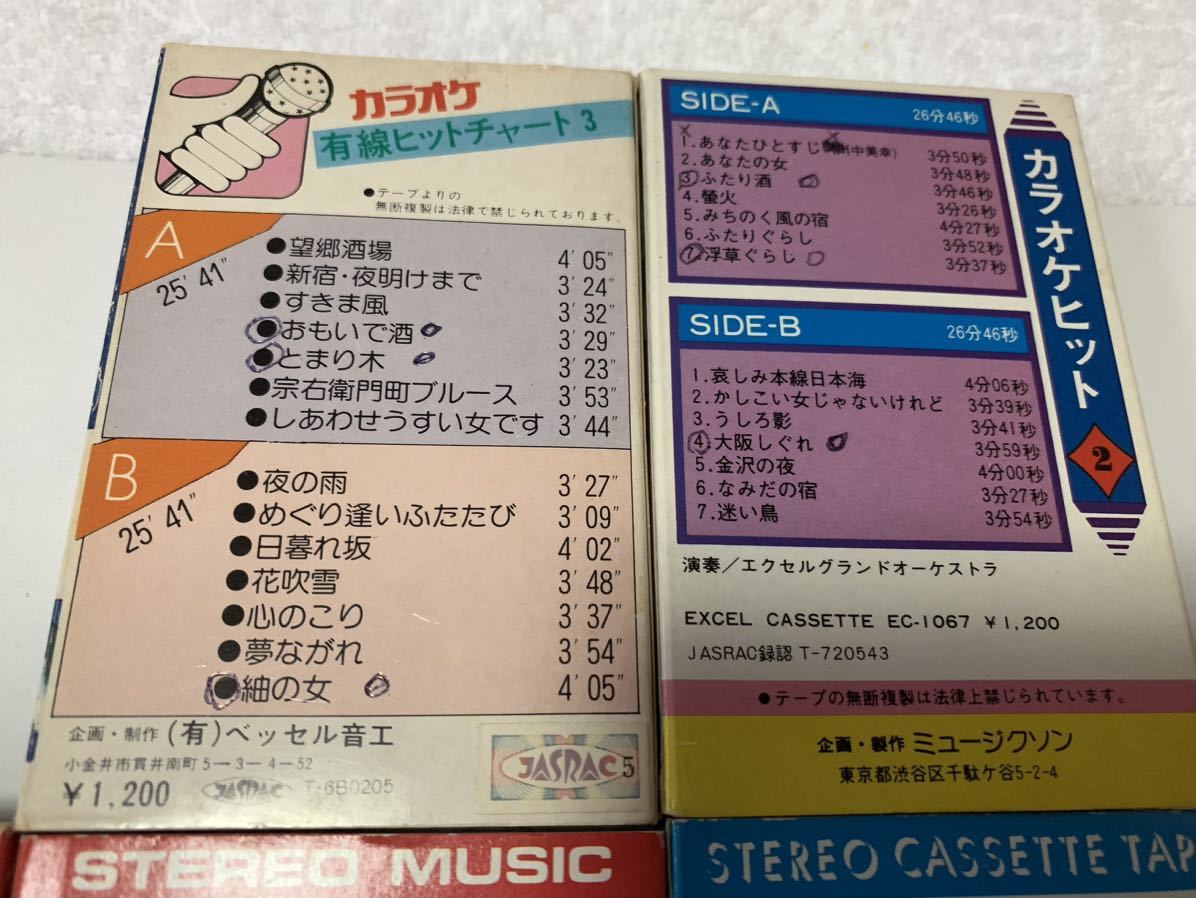 カラオケ
有線ヒットチャート3
●テープよりの
無断複製は法律で禁じられております。
A
25'41"
●望郷酒場 4'05"
●新宿・夜明けまで 3'24"
●すきま風 3'32"
●おもいで酒 3'29"
●とまり木 3'23"
●宗右衛門町ブルース 3'53"
●しあわせうすい女です 3'44"
B
25'41"
●夜の雨 3'27"
●めぐり逢いふたたび 3'09"
●日暮れ坂 4'02"
●花吹雪 3'48"
●心のこり 3'37"
●夢ながれ 3'54"
●紬の女 4'05"
企画・制作 (有)ベッセル音工
小金井市貫井南町5-3-4-52
¥1,200 JASRAC T-6B0205
JASRAC 5
SIDE-A 26分46秒
1.あなたひとすじ 中美幸) 3分50秒
2.あなたの女 3分48秒
3.ふたり酒 3分46秒
4.螢火 3分26秒
5.みちのく風の宿 4分27秒
6.ふたりぐらし 3分52秒
7.浮草ぐらし 3分37秒
SIDE-B 26分46秒
1.哀しみ本線日本海 4分06秒
2.かしこい女じゃないけれど 3分39秒
3.うしろ影 3分41秒
4.大阪しぐれ 3分59秒
5.金沢の夜 4分00秒
6.なみだの宿 3分27秒
7.迷い鳥 3分54秒
カラオケヒット
2
演奏/エクセルグランドオーケストラ
EXCEL CASSETTE EC-1067 ¥1,200
JASRAC録認 T-720543
●テープの無断複製は法律上禁じられています。
企画・製作 ミュージクソン
東京都渋谷区千駄ケ谷5-2-4
STEREO MUSIC
STEREO CASSETTE TAP